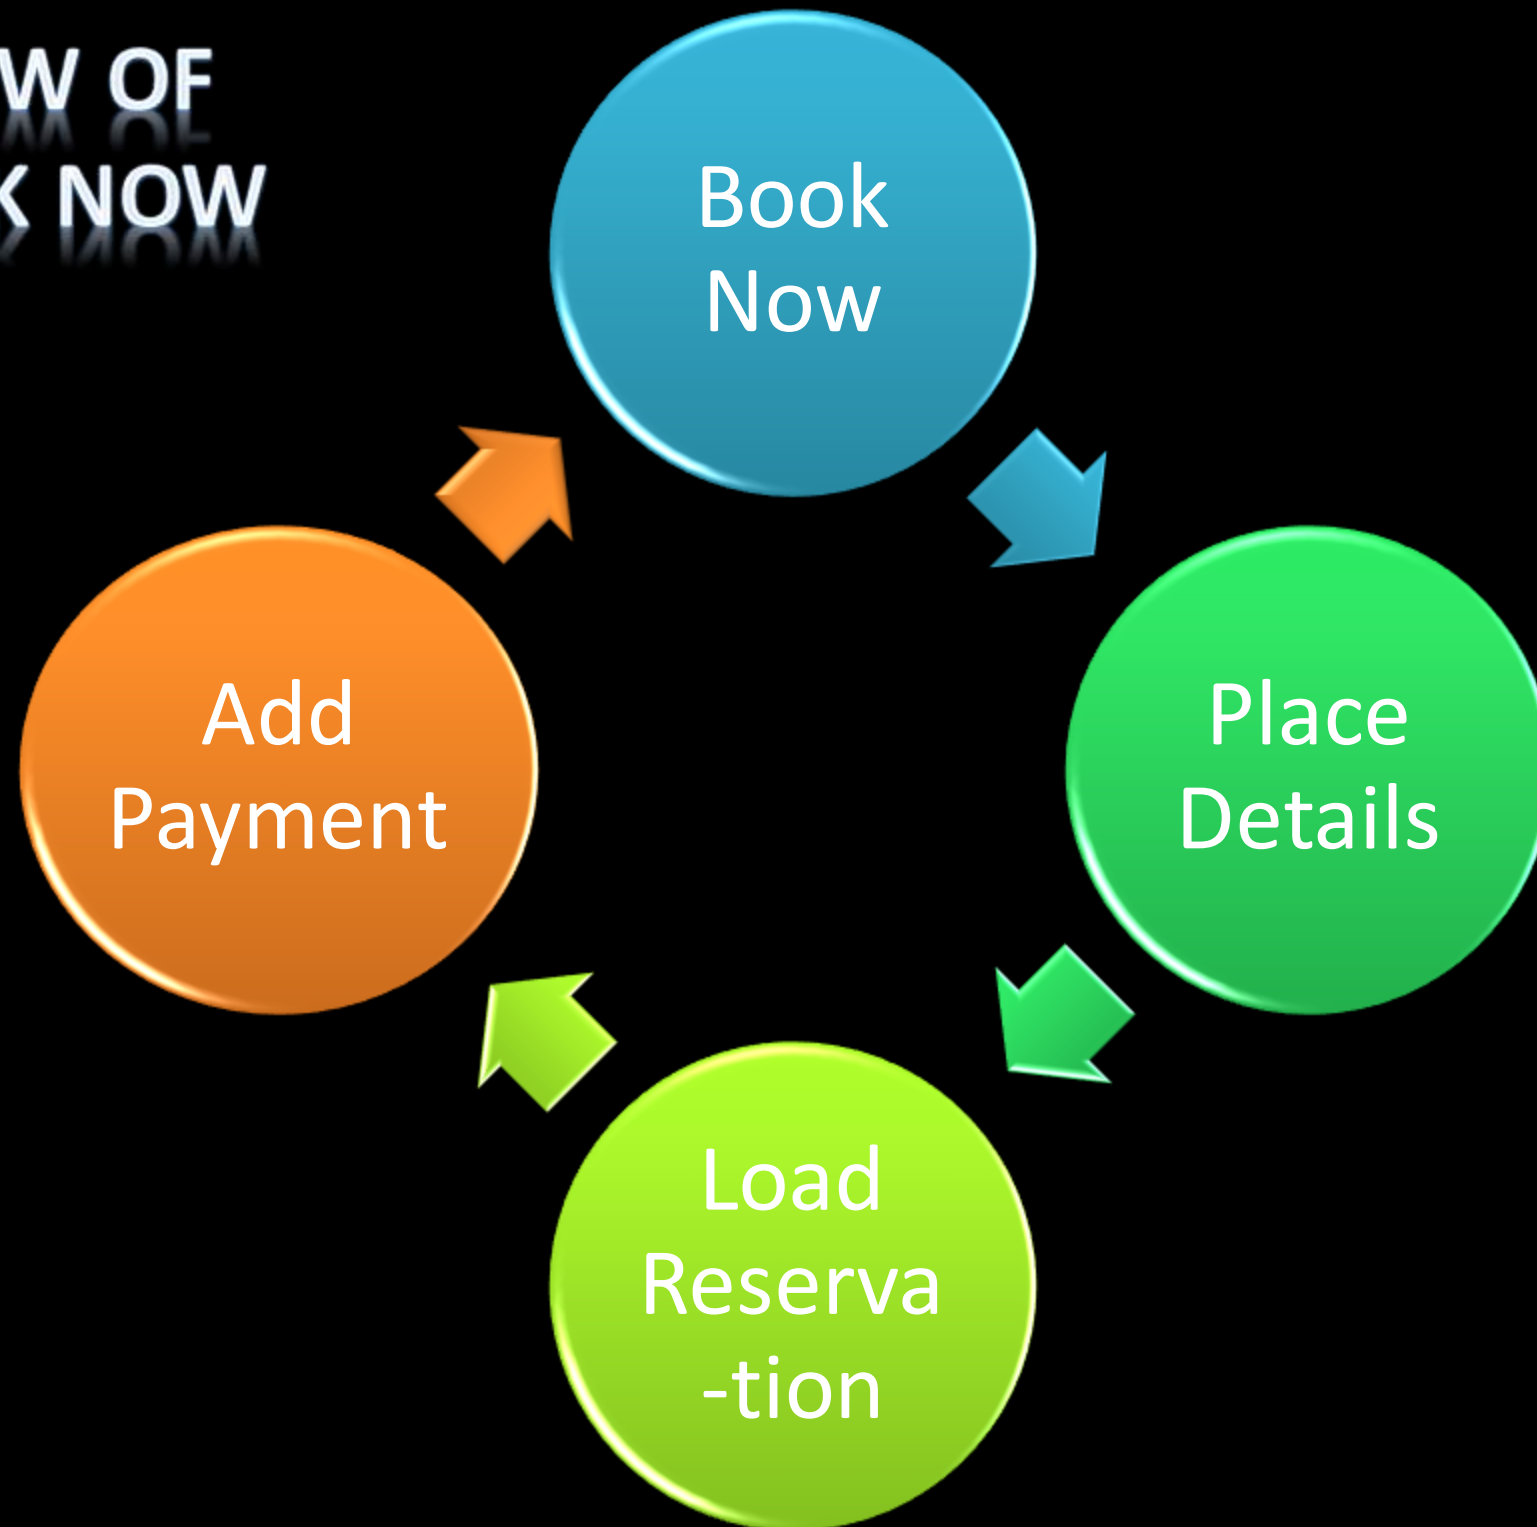 W OF
K NOW
Book
Now
Place
Details
Load
Reserva
-tion
Add
Payment